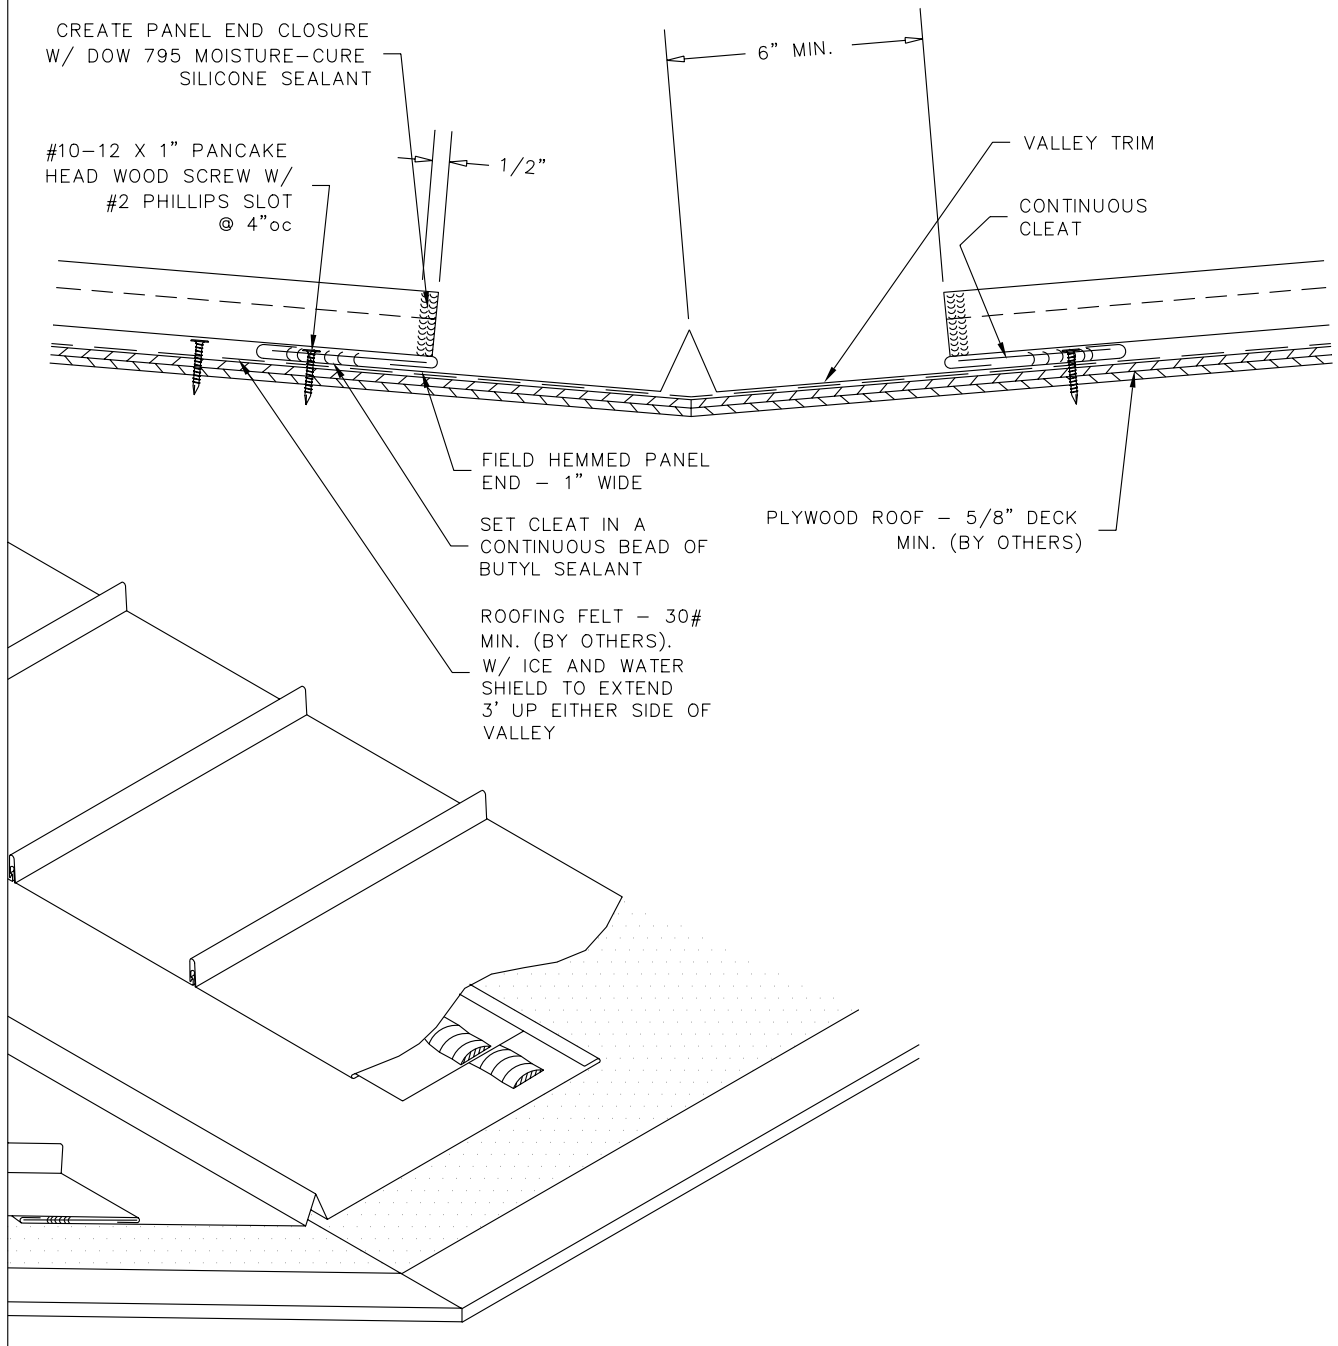 CREATE PANEL END CLOSURE
W/ DOW 795 MOISTURE-CURE
SILICONE SEALANT
6" MIN.
#10-12 X 1" PANCAKE
HEAD WOOD SCREW W/
#2 PHILLIPS SLOT
@ 4"oc
1/2"
VALLEY TRIM
CONTINUOUS
CLEAT
FIELD HEMMED PANEL
END - 1" WIDE
SET CLEAT IN A
CONTINUOUS BEAD OF
BUTYL SEALANT
PLYWOOD ROOF - 5/8" DECK
MIN. (BY OTHERS)
ROOFING FELT - 30#
MIN. (BY OTHERS).
W/ ICE AND WATER
SHIELD TO EXTEND
3' UP EITHER SIDE OF
VALLEY